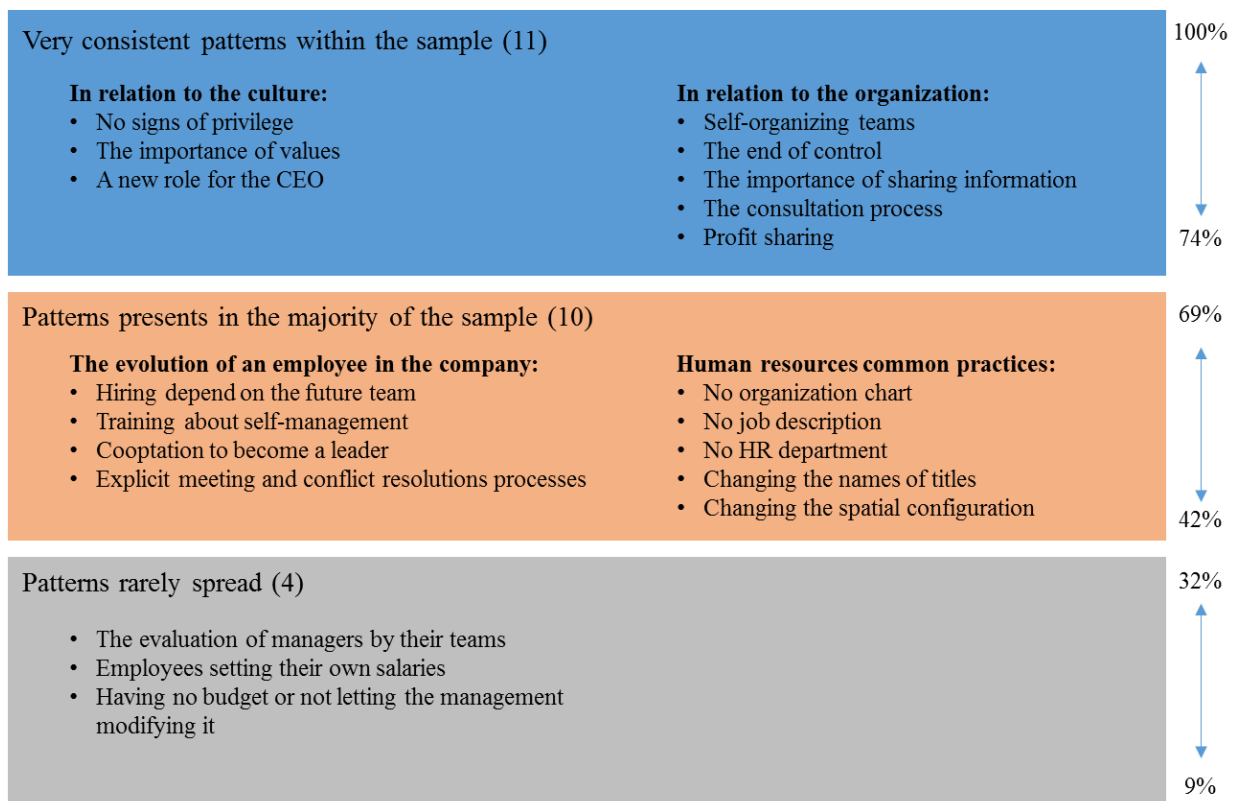 Very consistent patterns within the sample (11)
In relation to the culture:
• No signs of privilege
• The importance of values
• A new role for the CEO
In relation to the organization:
• Self-organizing teams
• The end of control
• The importance of sharing information
• The consultation process
• Profit sharing
100%
74%
Patterns presents in the majority of the sample (10)
The evolution of an employee in the company:
• Hiring depend on the future team
• Training about self-management
• Cooptation to become a leader
• Explicit meeting and conflict resolutions processes
Human resources common practices:
• No organization chart
• No job description
• No HR department
• Changing the names of titles
• Changing the spatial configuration
69%
42%
Patterns rarely spread (4)
• The evaluation of managers by their teams
• Employees setting their own salaries
• Having no budget or not letting the management
modifying it
32%
9%